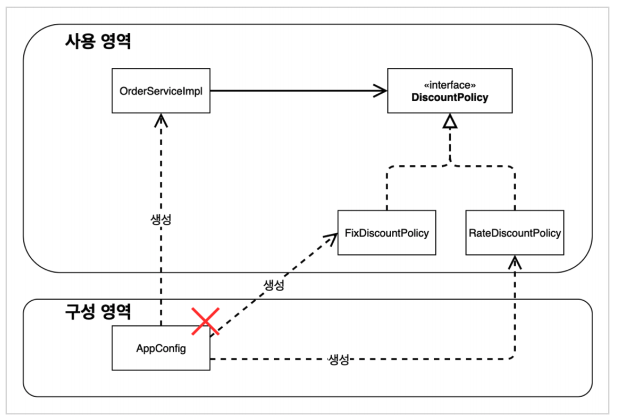 사용 영역
OrderServiceImpl
«interface»
DiscountPolicy
생성
FixDiscountPolicy
RateDiscountPolicy
생성
구성 영역
AppConfig
생성